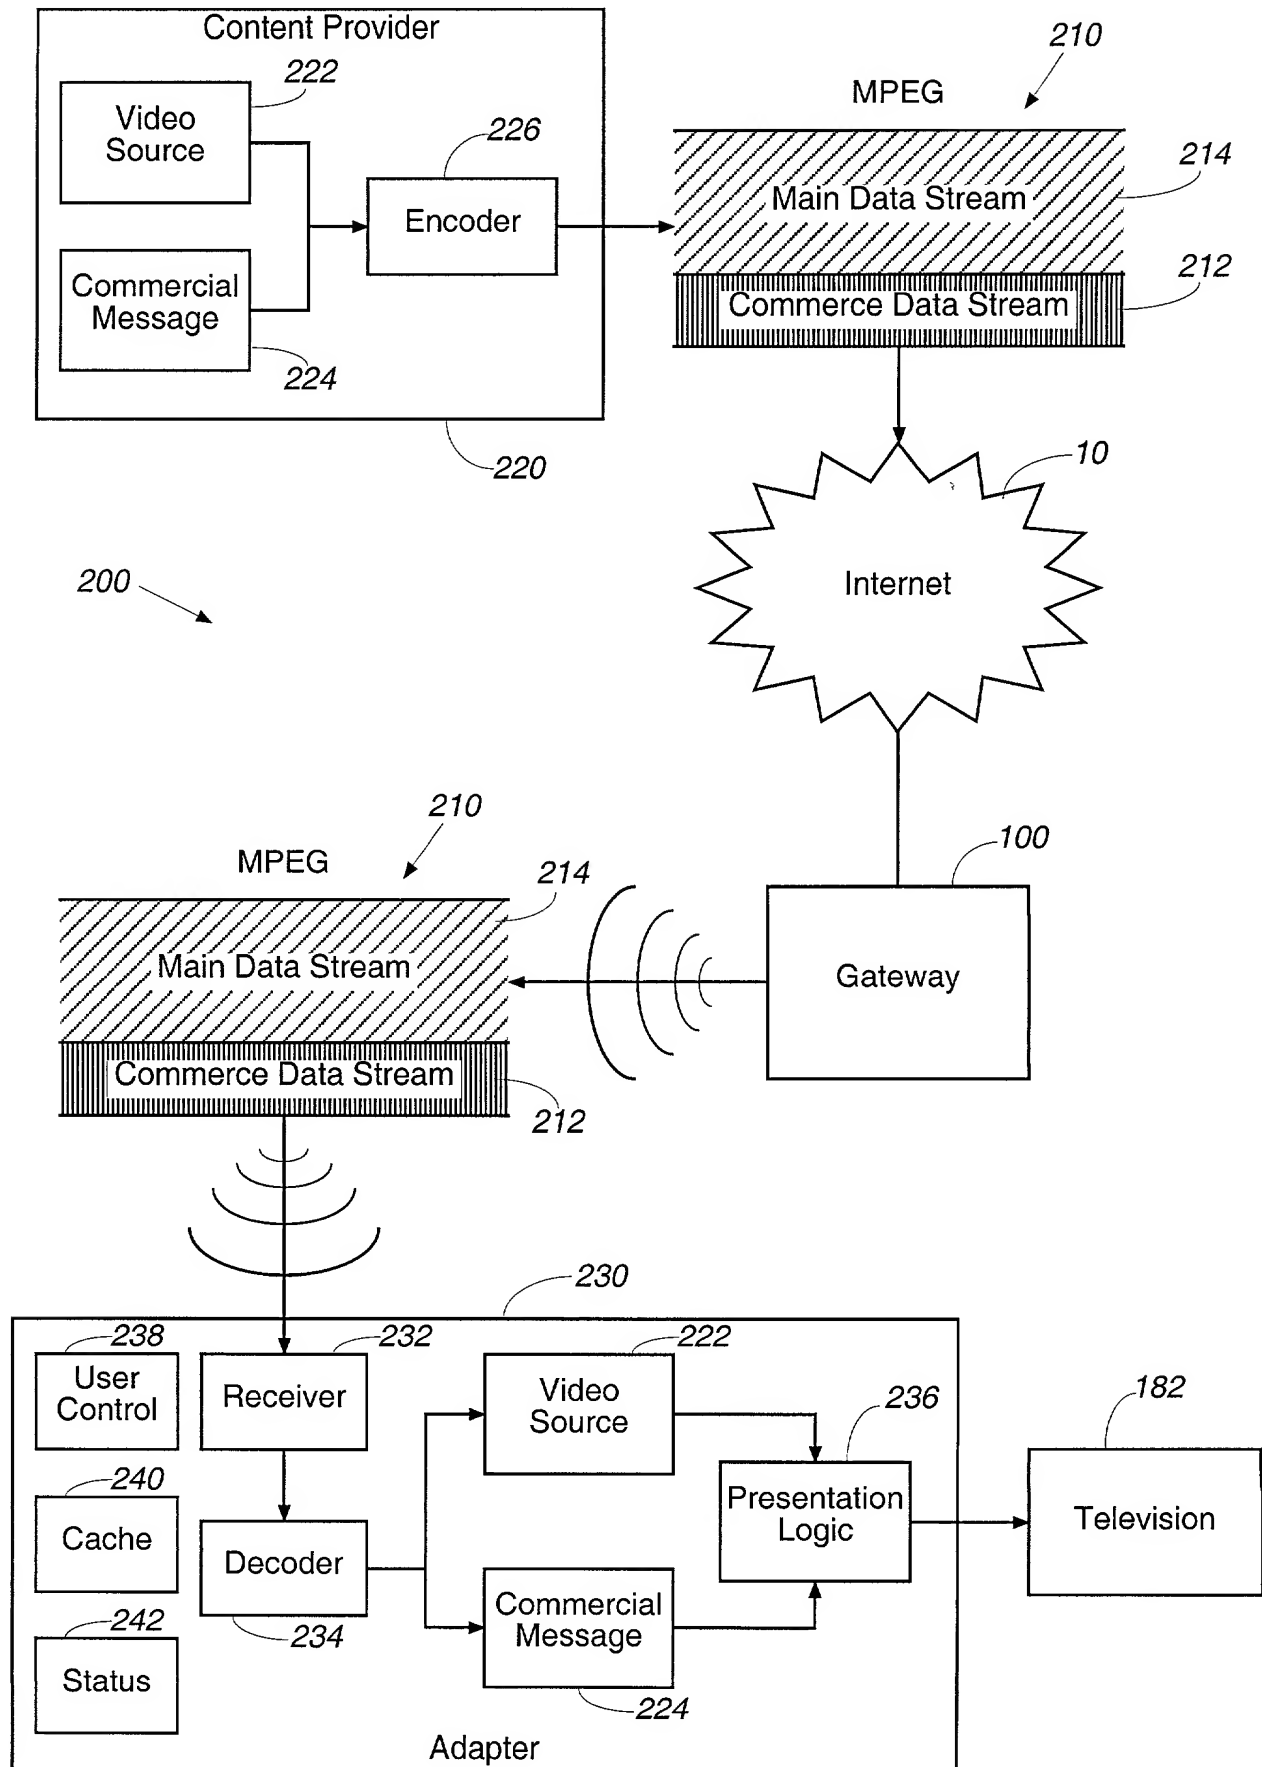 Content Provider
222
Video
Source
226
Encoder
Commercial
Message
224
220
210
MPEG
214
Main Data Stream
212
Commerce Data Stream
10
Internet
200
210
MPEG
214
Main Data Stream
Commerce Data Stream
212
100
Gateway
230
238
User
Control
232
Receiver
222
Video
Source
236
Presentation
Logic
182
Television
240
Cache
Decoder
234
Commercial
Message
224
242
Status
Adapter